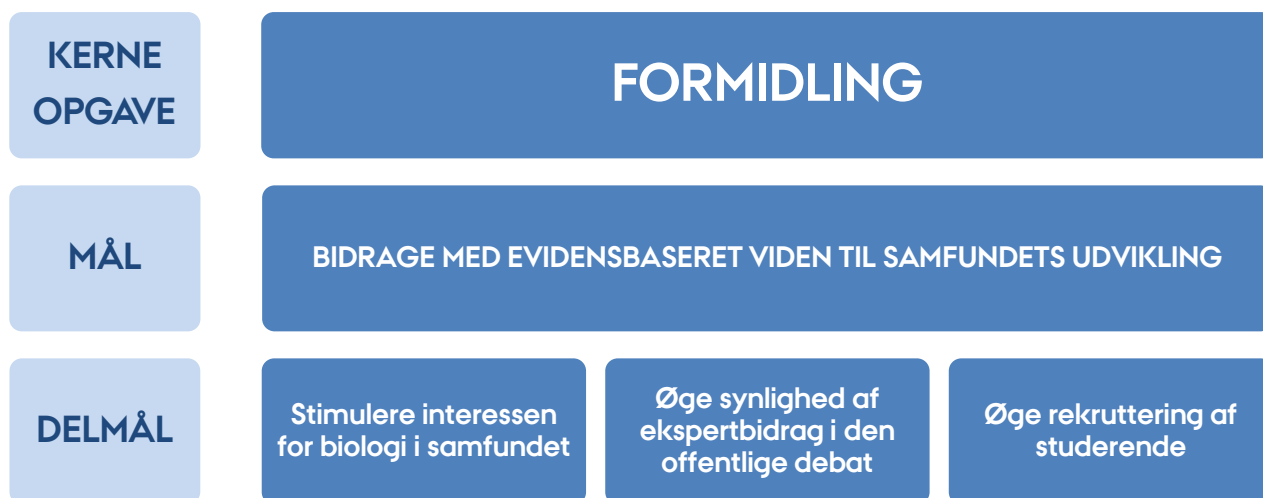 KERNE
OPGAVE
FORMIDLING
MÅL
BIDRAGE MED EVIDENSBASERET VIDEN TIL SAMFUNDETS UDVIKLING
DELMÅL
Stimulere interessen
for biologi i samfundet
Øge synlighed af
ekspertbidrag i den
offentlige debat
Øge rekruttering af
studerende